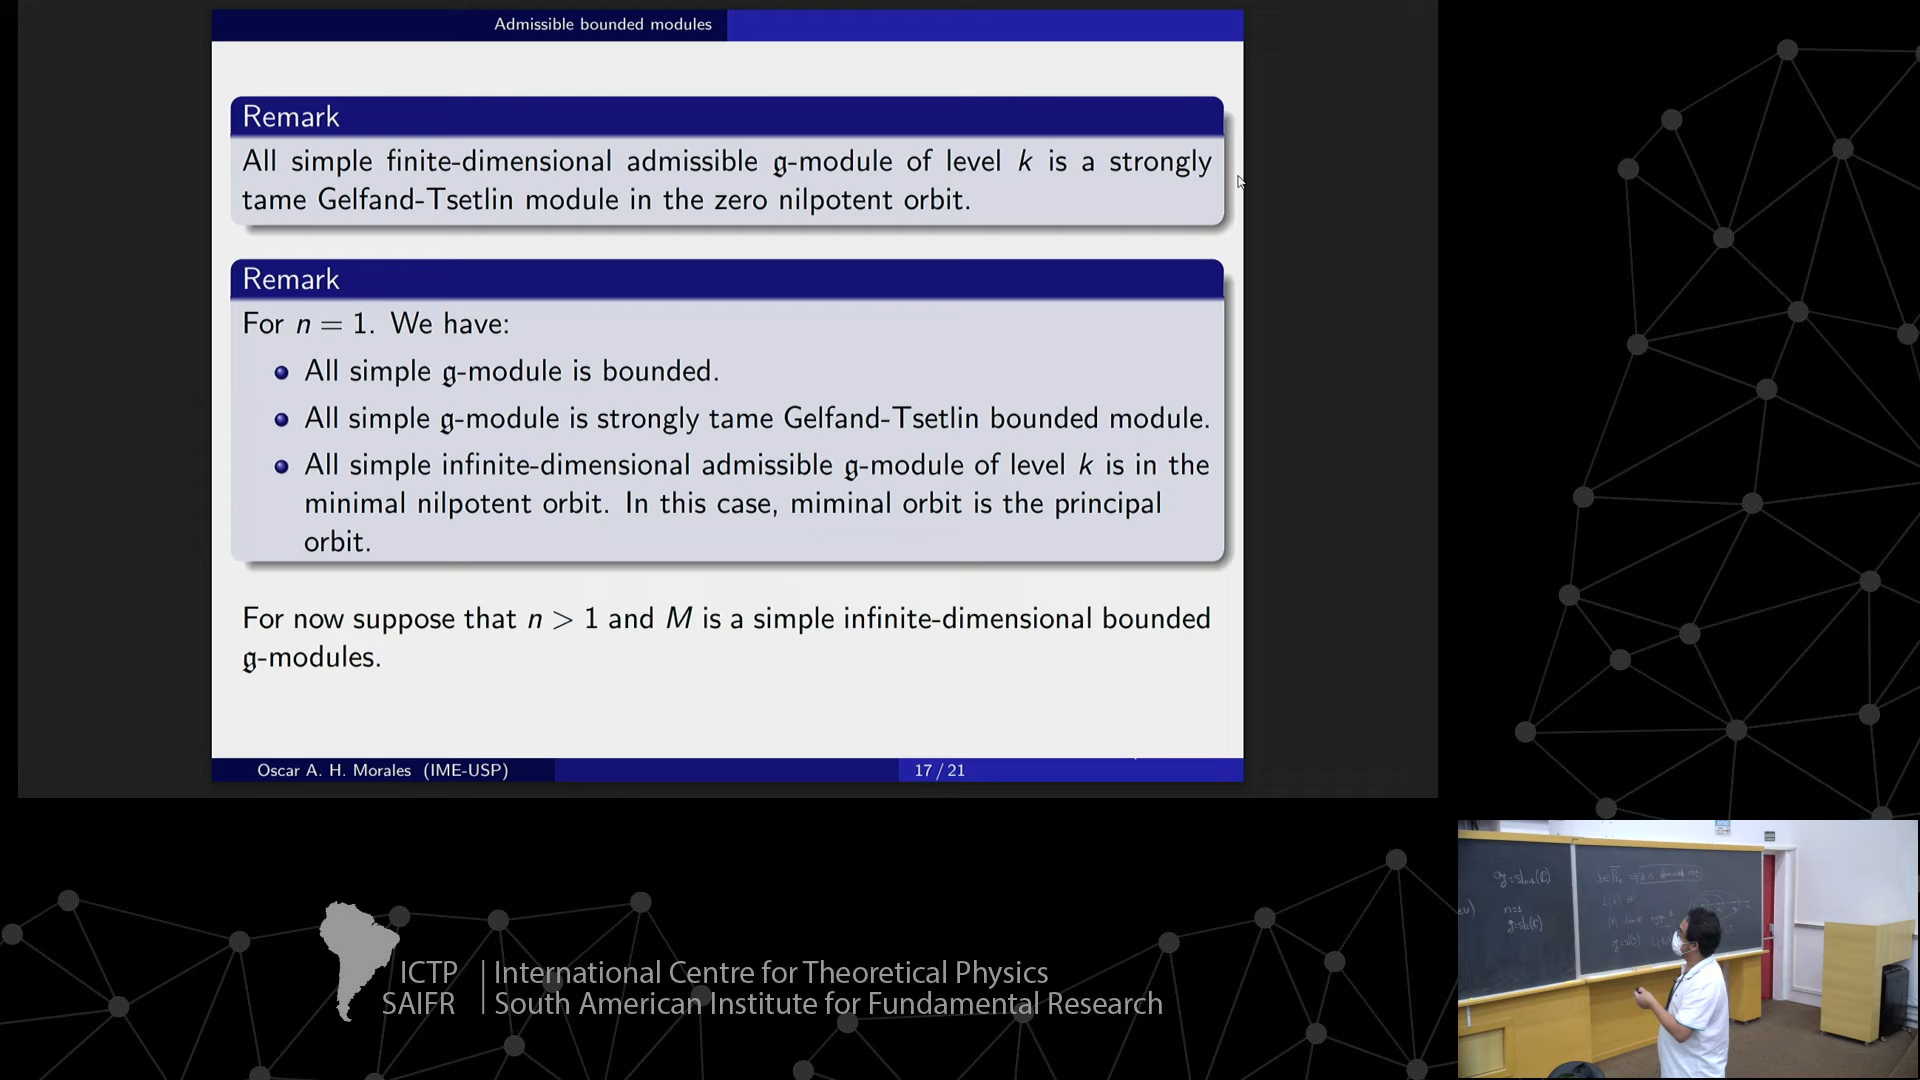 Admissible bounded modules
Remark
All simple finite-dimensional admissible 𝔤-module of level k is a strongly
tame Gelfand-Tsetlin module in the zero nilpotent orbit.
Remark
For n = 1. We have:
All simple 𝔤-module is bounded.
All simple 𝔤-module is strongly tame Gelfand-Tsetlin bounded module.
All simple infinite-dimensional admissible 𝔤-module of level k is in the
minimal nilpotent orbit. In this case, miminal orbit is the principal
orbit.
For now suppose that n > 1 and M is a simple infinite-dimensional bounded
𝔤-modules.
Oscar A. H. Morales (IME-USP)
17 / 21
n=1
ICTP
International Centre for Theoretical Physics
SAIFR
South American Institute for Fundamental Research